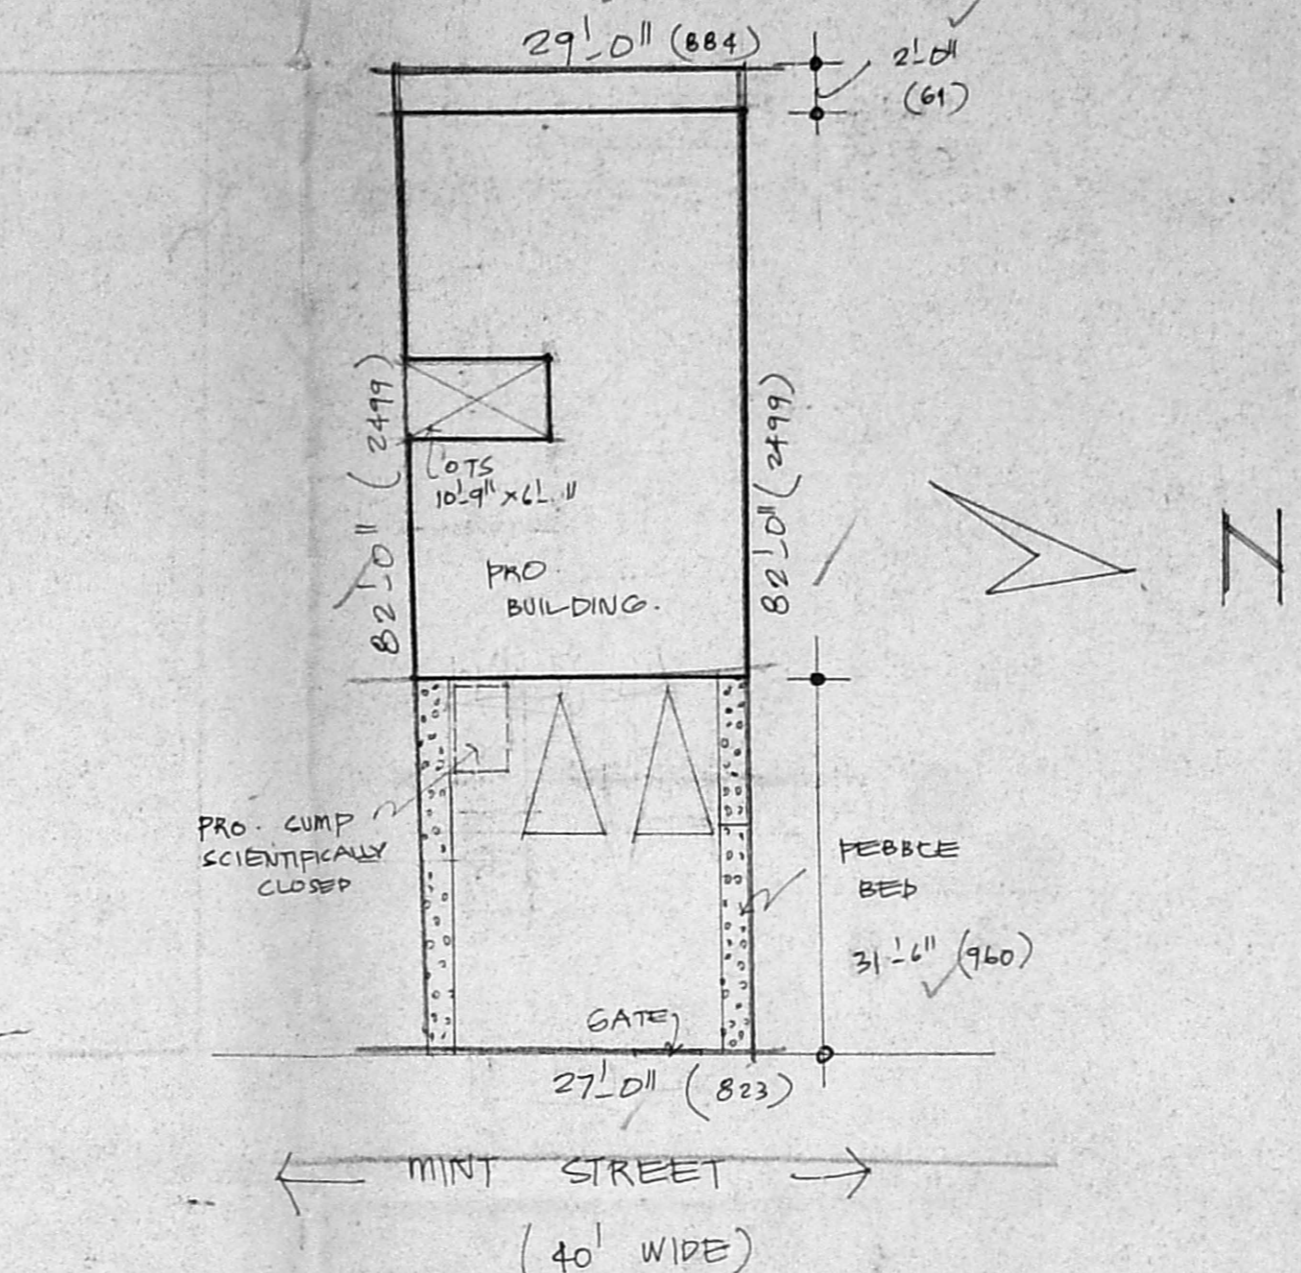 29'-0" (884)
2'-0"
(61)
82'-0" (2499)
82'-0" (2499)
OTS
10'-9" x 6'-
PRO.
BUILDING.
N
PRO. SUMP
SCIENTIFICALLY
CLOSED
PEBBLE
BED
31'-6" (960)
GATE
27'-0" (823)
MINT STREET
(40' WIDE)